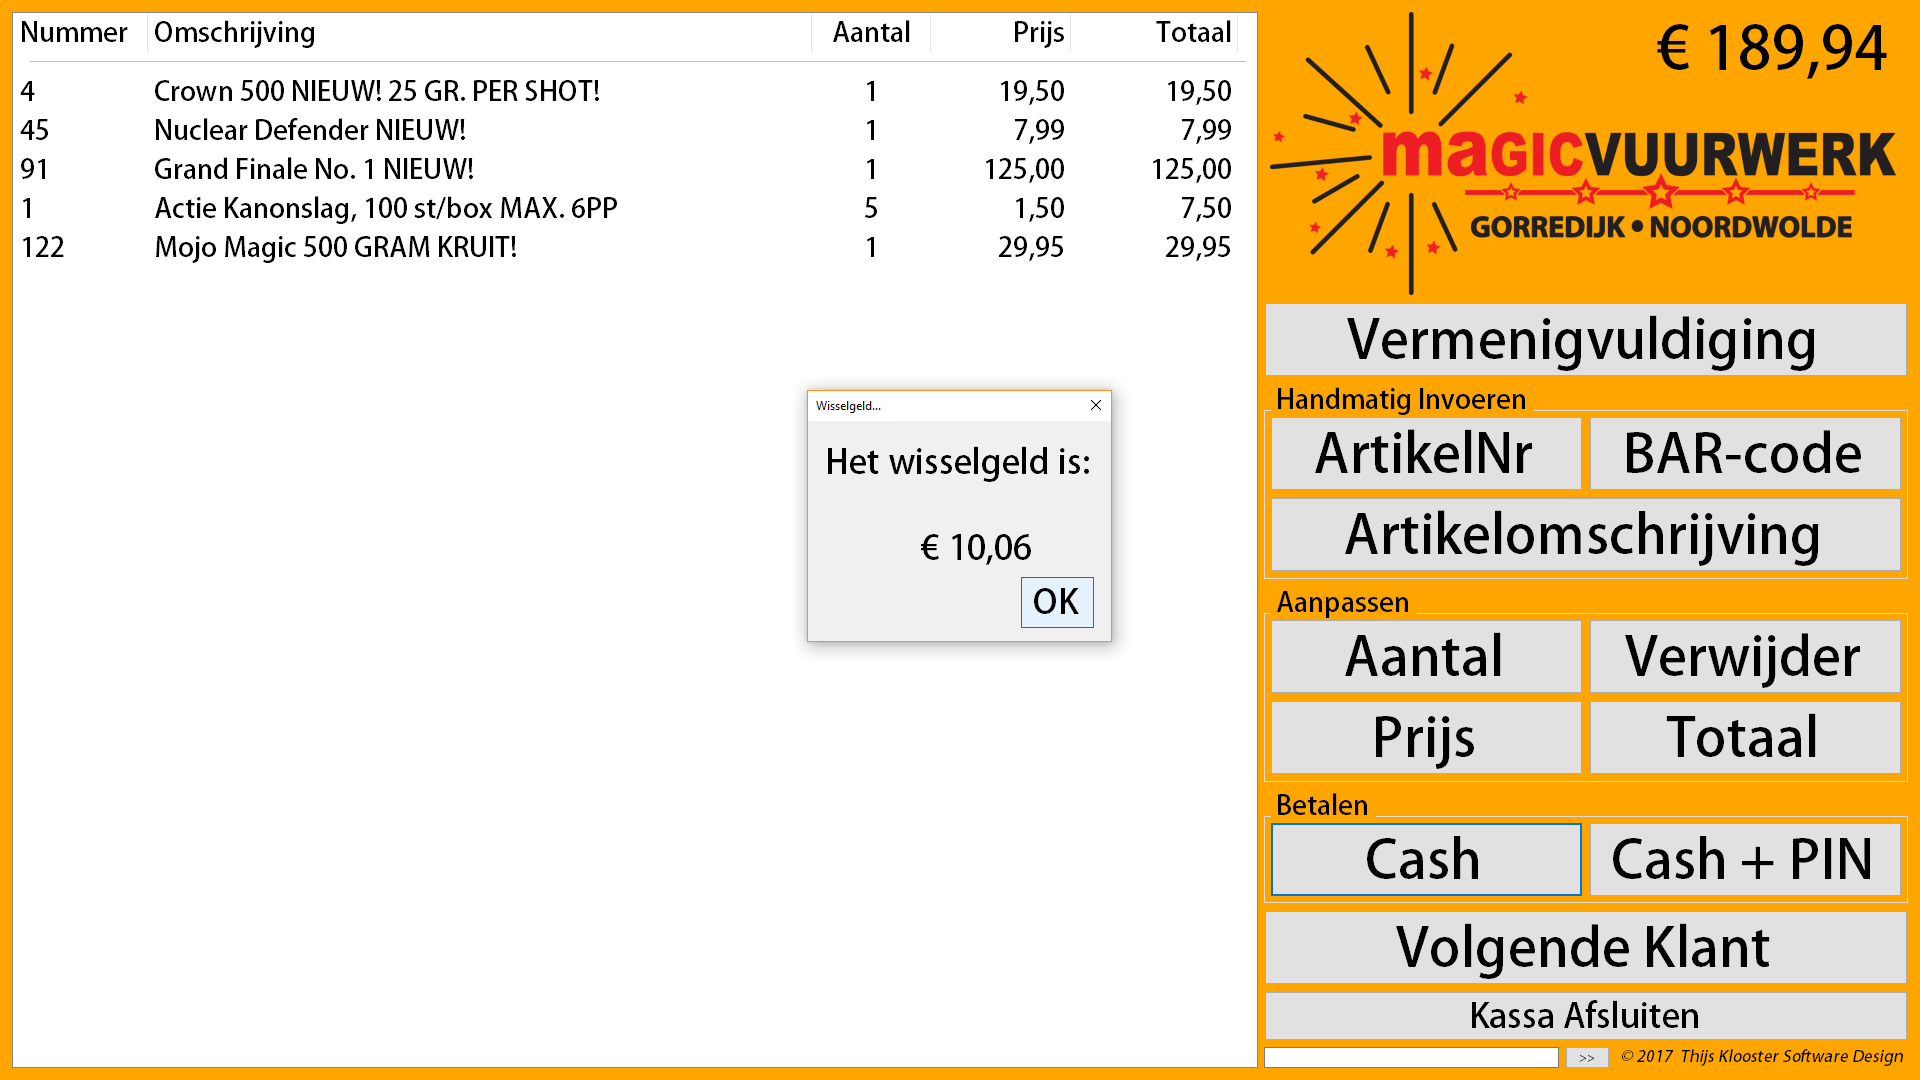 Nummer Omschrijving Aantal Prijs Totaal
4 Crown 500 NIEUW! 25 GR. PER SHOT! 1 19,50 19,50
45 Nuclear Defender NIEUW! 1 7,99 7,99
91 Grand Finale No. 1 NIEUW! 1 125,00 125,00
1 Actie Kanonslag, 100 st/box MAX. 6PP 5 1,50 7,50
122 Mojo Magic 500 GRAM KRUIT! 1 29,95 29,95
Wisselgeld...
Het wisselgeld is:
€ 10,06
OK
€ 189,94
magicVUURWERK
GORREDIJK • NOORDWOLDE
Vermenigvuldiging
Handmatig Invoeren
ArtikelNr BAR-code
Artikelomschrijving
Aanpassen
Aantal Verwijder
Prijs Totaal
Betalen
Cash Cash + PIN
Volgende Klant
Kassa Afsluiten
>> © 2017 Thijs Klooster Software Design